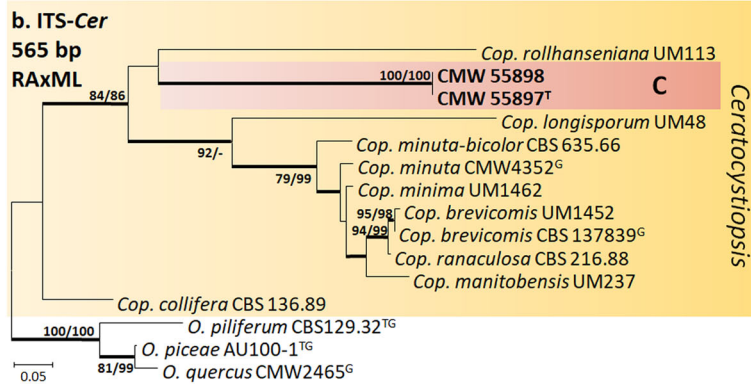 b. ITS-Cer
565 bp
RAxML
Cop. rollhanseniana UM113
100/100
CMW 55898
CMW 55897ᵀ
C
84/86
Cop. longisporum UM48
92/-
Cop. minuta-bicolor CBS 635.66
Cop. minuta CMW4352ᴳ
79/99
Cop. minima UM1462
95/98
Cop. brevicomis UM1452
94/99
Cop. brevicomis CBS 137839ᴳ
Cop. ranaculosa CBS 216.88
Cop. manitobensis UM237
Cop. collifera CBS 136.89
Ceratocystiopsis
O. piliferum CBS129.32ᵀᴳ
100/100
O. piceae AU100-1ᵀᴳ
81/99
O. quercus CMW2465ᴳ
0.05